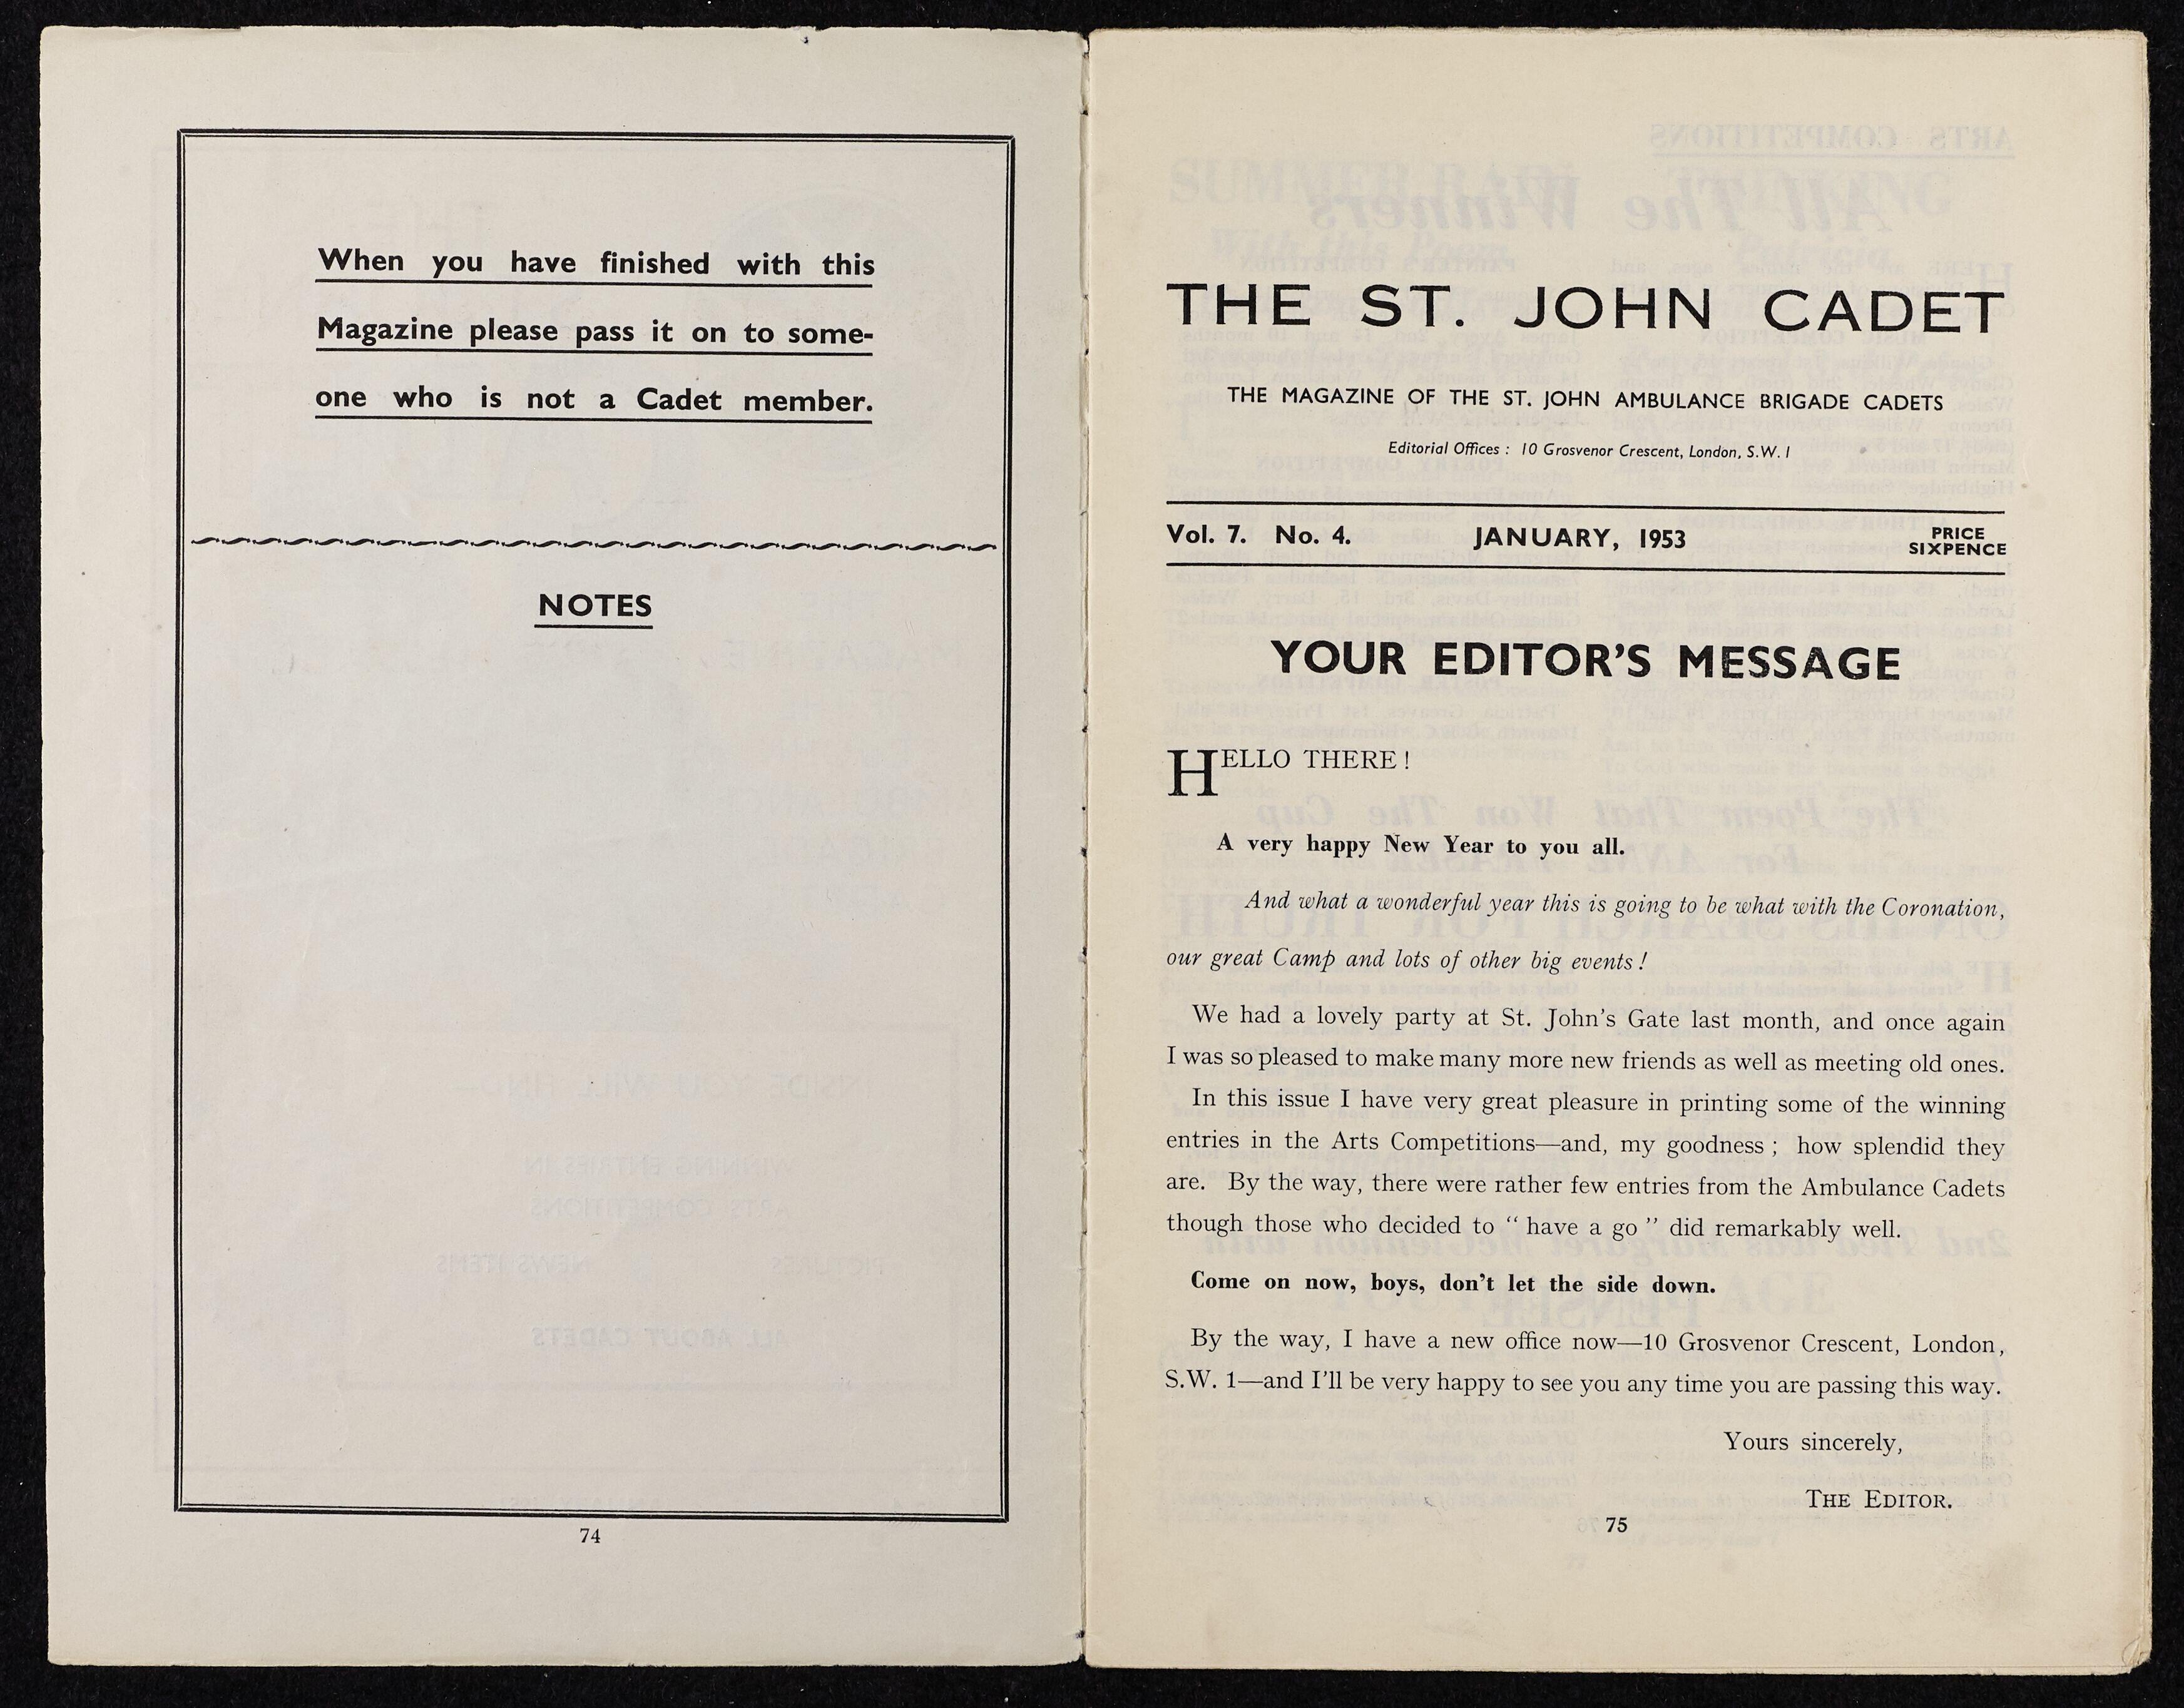 When you have finished with this
Magazine please pass it on to some-
one who is not a Cadet member.
NOTES
74
THE ST. JOHN CADET
THE MAGAZINE OF THE ST. JOHN AMBULANCE BRIGADE CADETS
Editorial Offices : 10 Grosvenor Crescent, London, S.W. 1
Vol. 7. No. 4. JANUARY, 1953 PRICE
SIXPENCE
YOUR EDITOR'S MESSAGE
HELLO THERE !
A very happy New Year to you all.
And what a wonderful year this is going to be what with the Coronation,
our great Camp and lots of other big events !
We had a lovely party at St. John's Gate last month, and once again
I was so pleased to make many more new friends as well as meeting old ones.
In this issue I have very great pleasure in printing some of the winning
entries in the Arts Competitions—and, my goodness ; how splendid they
are. By the way, there were rather few entries from the Ambulance Cadets
though those who decided to " have a go " did remarkably well.
Come on now, boys, don't let the side down.
By the way, I have a new office now—10 Grosvenor Crescent, London,
S.W. 1—and I'll be very happy to see you any time you are passing this way.
Yours sincerely,
THE EDITOR.
75